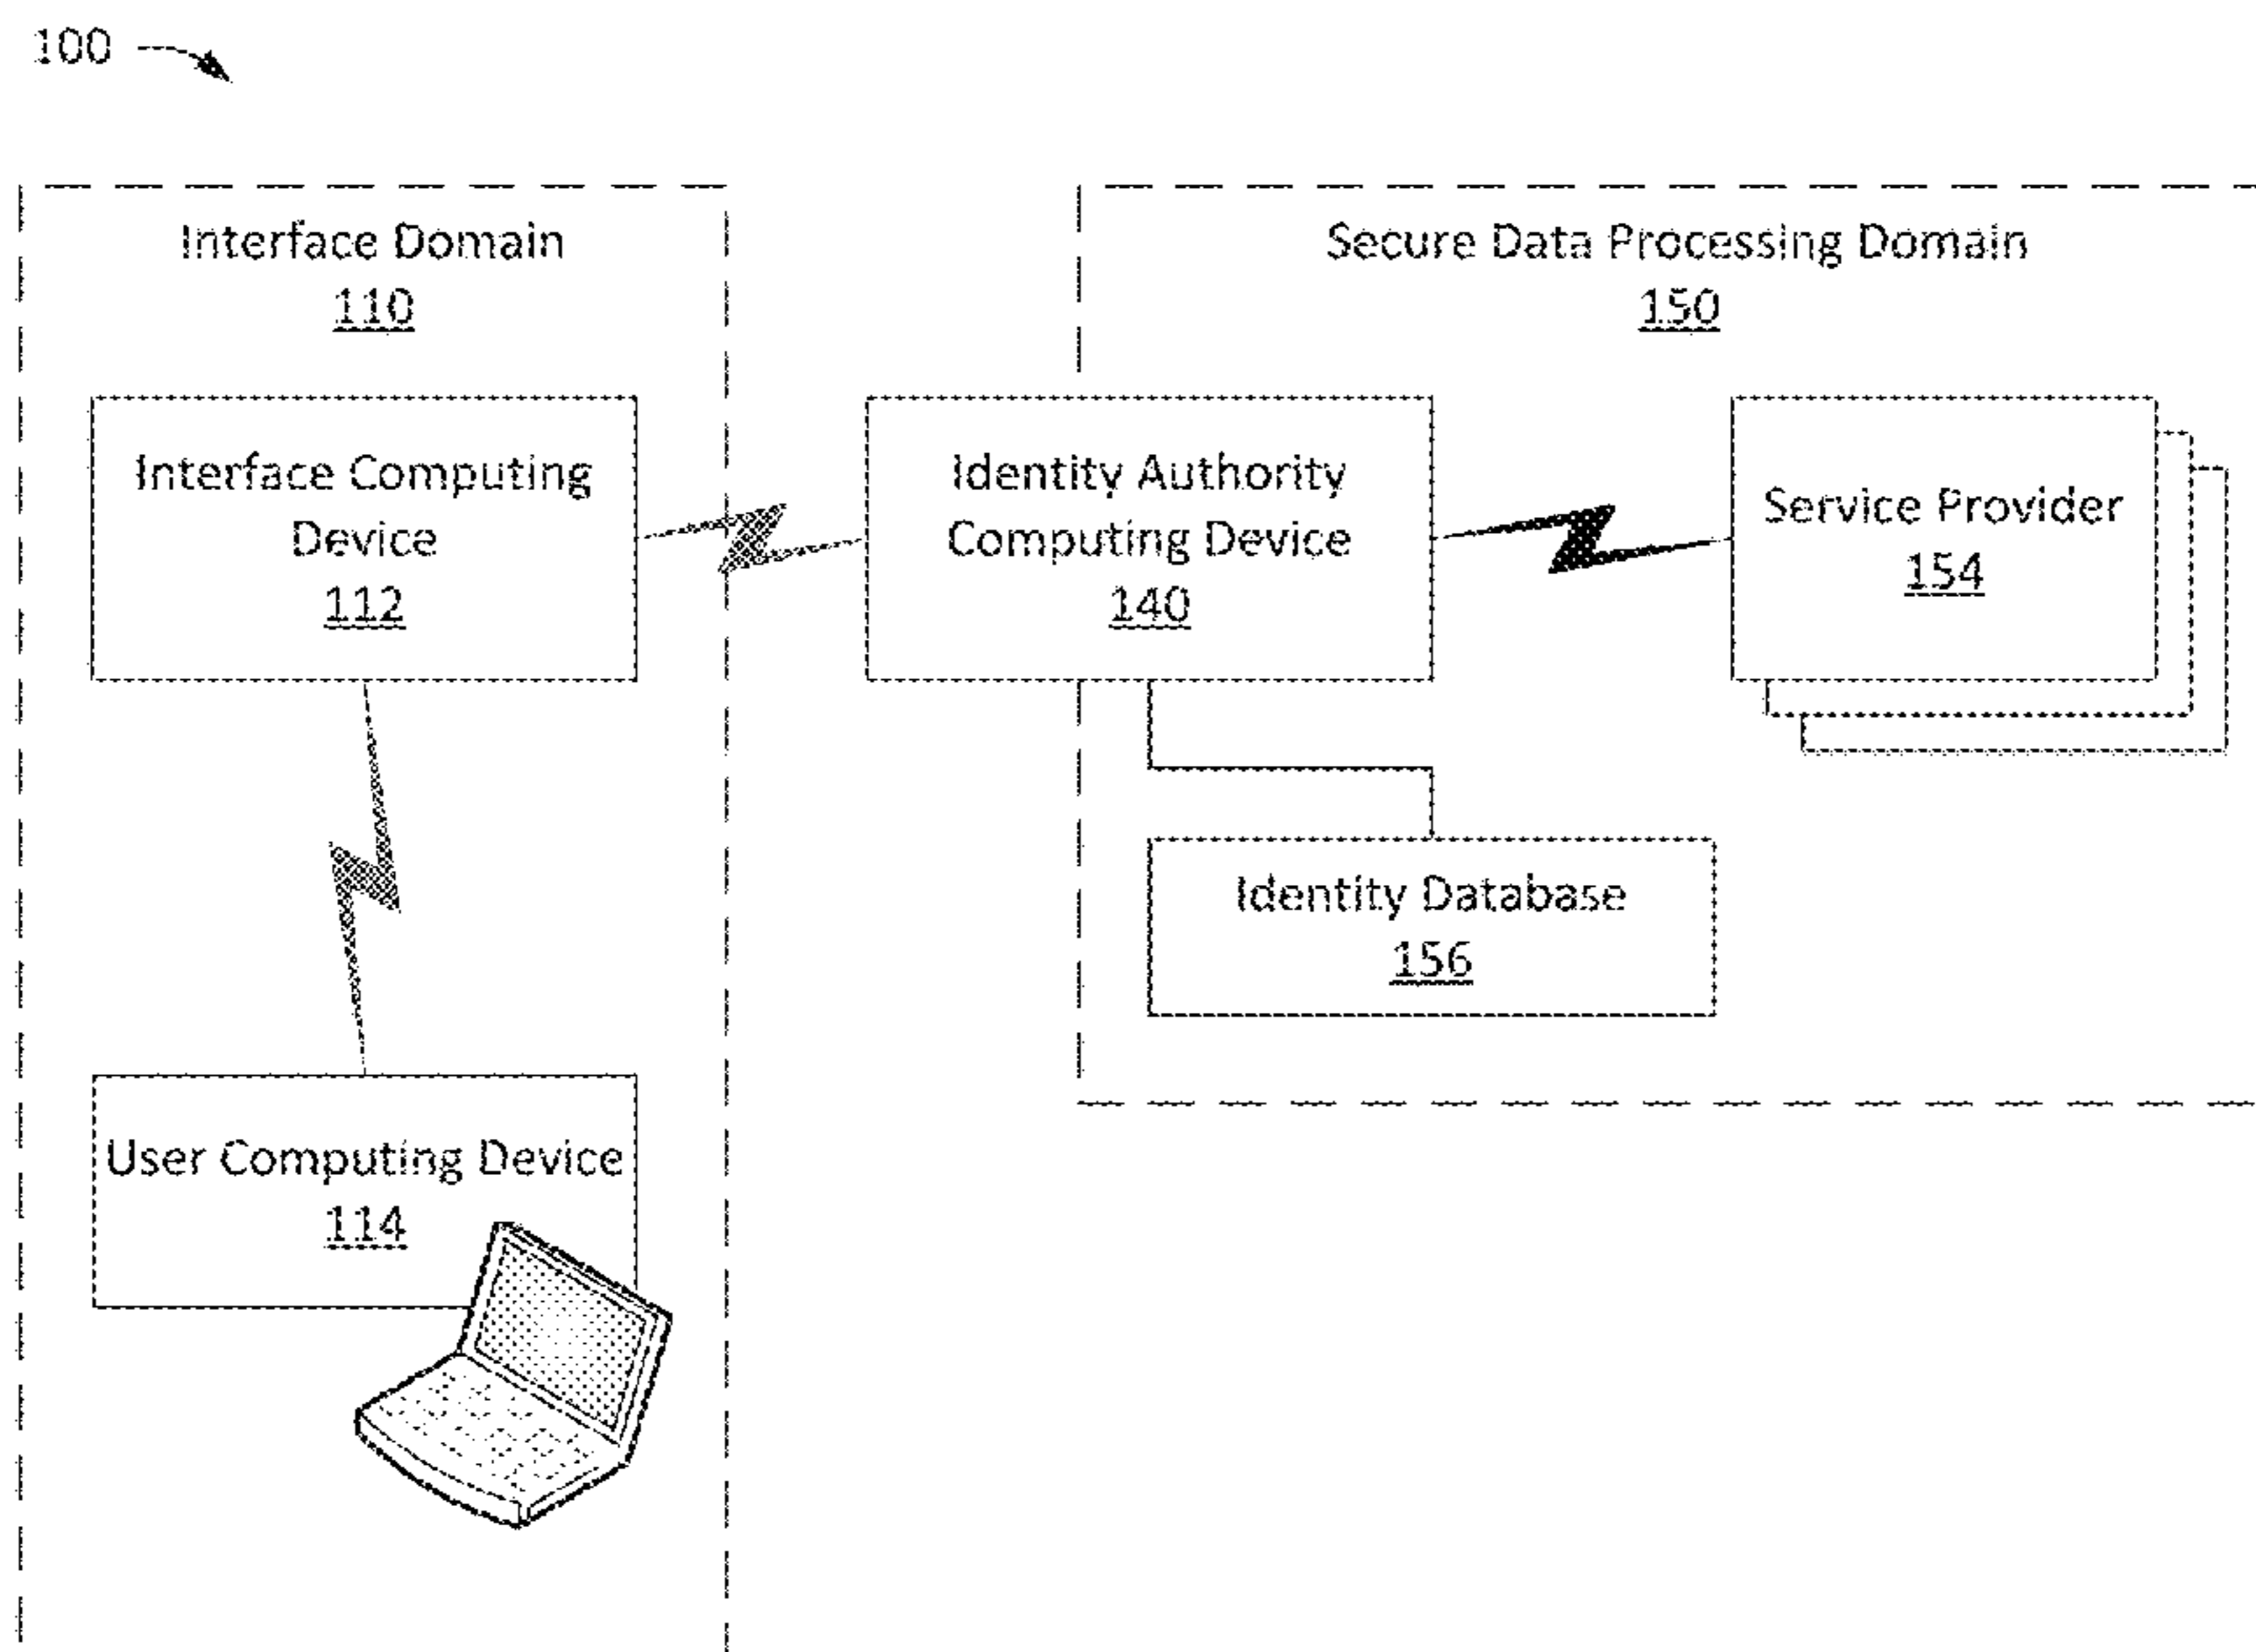 100
Interface Domain
110
Secure Data Processing Domain
150
Interface Computing
Device
112
Identity Authority
Computing Device
140
Service Provider
154
Identity Database
156
User Computing Device
114